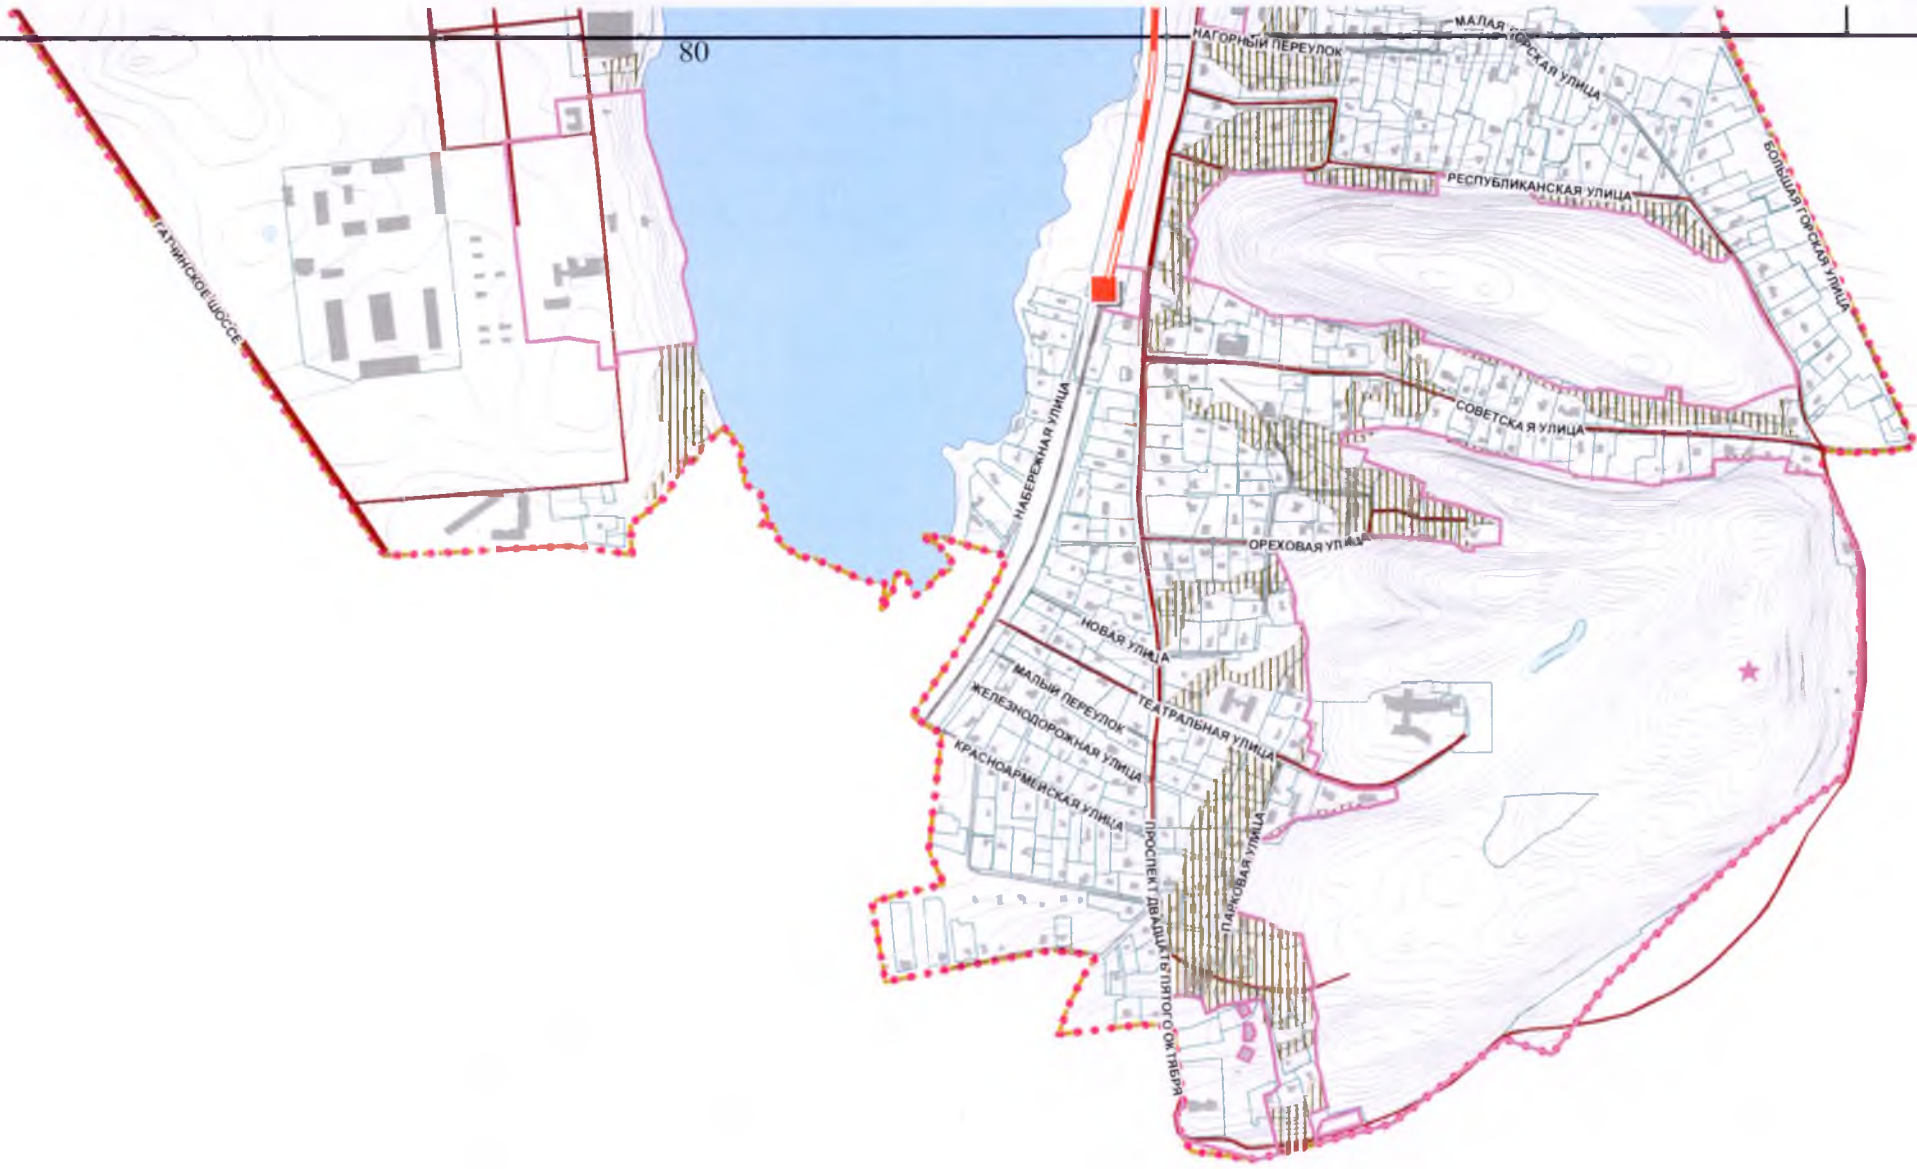 80
НАГОРНЫЙ ПЕРЕУЛОК
МАЛАЯ ГОРСКАЯ УЛИЦА
БОЛЬШАЯ ГОРСКАЯ УЛИЦА
РЕСПУБЛИКАНСКАЯ УЛИЦА
ГАТЧИНСКОЕ ШОССЕ
НАБЕРЕЖНАЯ УЛИЦА
СОВЕТСКАЯ УЛИЦА
ОРЕХОВАЯ УЛИЦА
НОВАЯ УЛИЦА
МАЛЫЙ ПЕРЕУЛОК
ТЕАТРАЛЬНАЯ УЛИЦА
ЖЕЛЕЗНОДОРОЖНАЯ УЛИЦА
КРАСНОАРМЕЙСКАЯ УЛИЦА
ПРОСПЕКТ ДВАДЦАТЬ ПЯТОГО ОКТЯБРЯ
ПАРКОВАЯ УЛИЦА